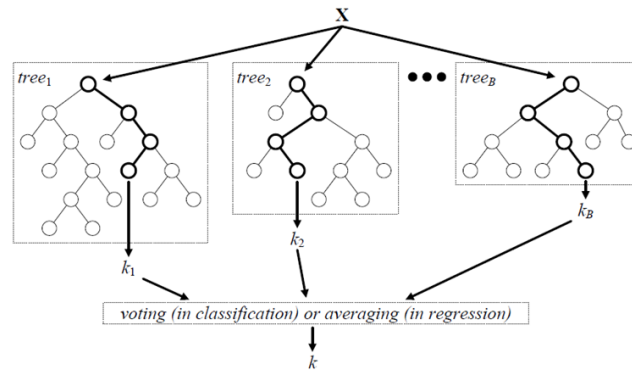 X
tree1
tree2
treeB
k1
k2
kB
voting (in classification) or averaging (in regression)
k